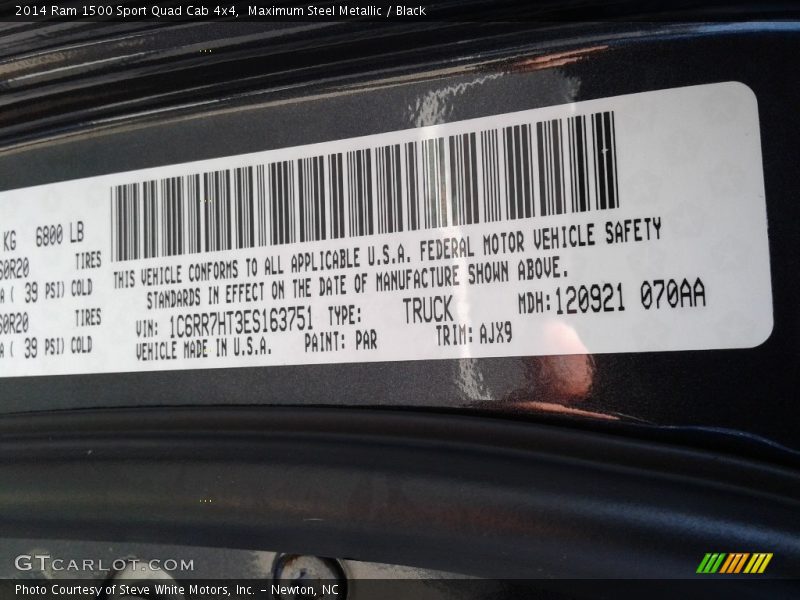 2014 Ram 1500 Sport Quad Cab 4x4,  Maximum Steel Metallic / Black
KG 6800 LB
60R20 TIRES
( 39 PSI) COLD
60R20 TIRES
( 39 PSI) COLD
THIS VEHICLE CONFORMS TO ALL APPLICABLE U.S.A. FEDERAL MOTOR VEHICLE SAFETY
STANDARDS IN EFFECT ON THE DATE OF MANUFACTURE SHOWN ABOVE.
VIN: 1C6RR7HT3ES163751 TYPE: TRUCK MDH:120921 070AA
VEHICLE MADE IN U.S.A. PAINT: PAR TRIM: AJX9
GTCARLOT.COM
Photo Courtesy of Steve White Motors, Inc. – Newton, NC